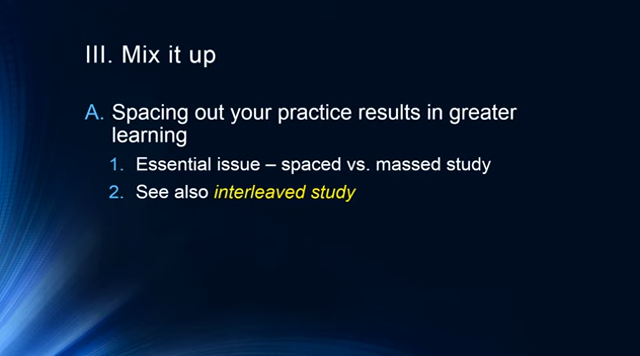 III. Mix it up
A. Spacing out your practice results in greater
learning
1. Essential issue – spaced vs. massed study
2. See also interleaved study